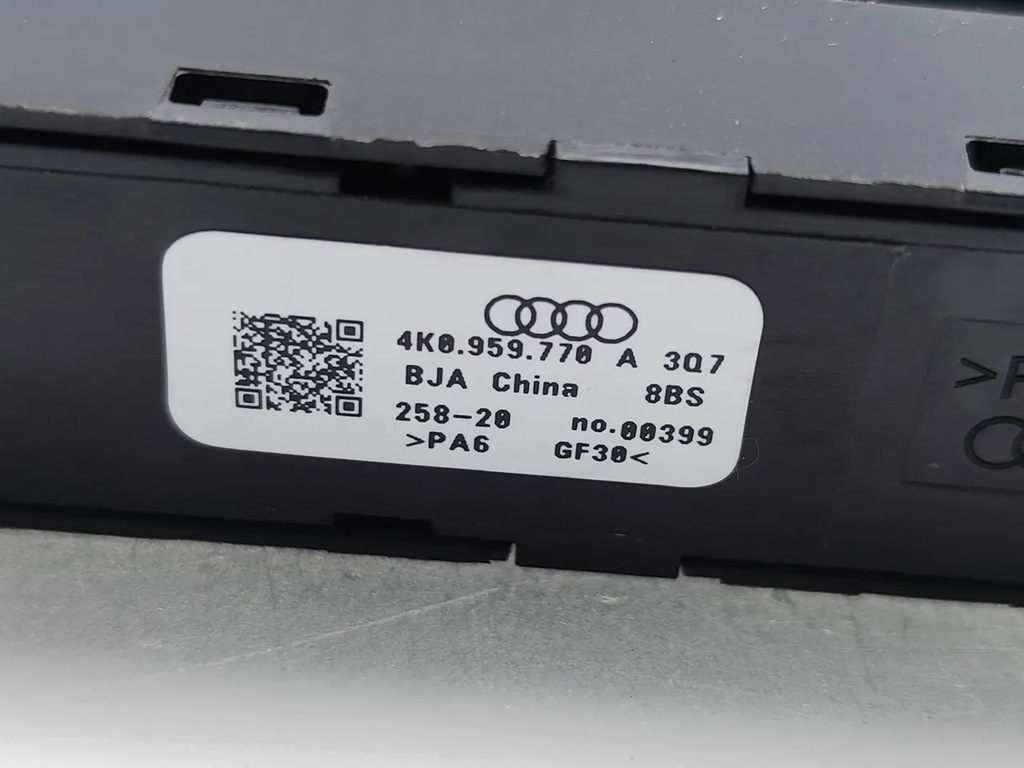 4K0.959.770 A 3Q7
BJA China 8BS
258-20 no.00399
>PA6 GF30<
>P